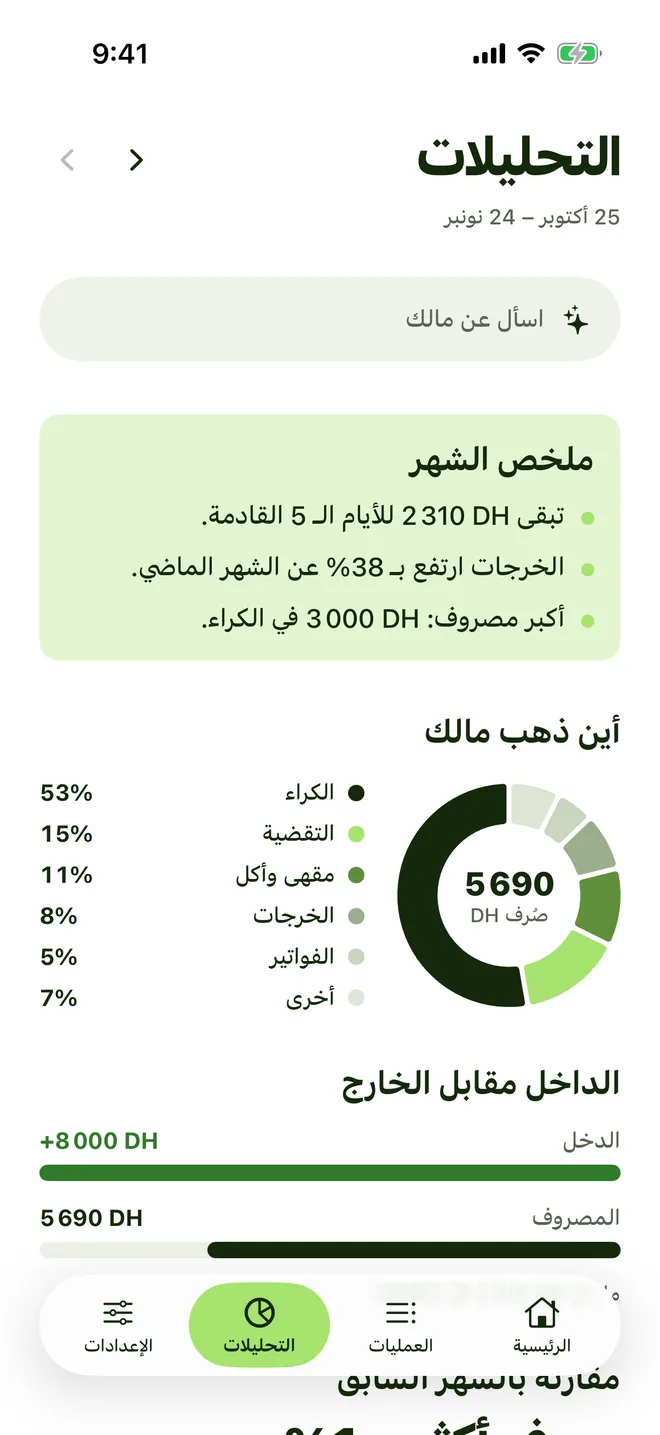 9:41
التحليلات
25 أكتوبر – 24 نونبر
اسأل عن مالك
ملخص الشهر
تبقى 2 310 DH للأيام الـ 5 القادمة.
الخرجات ارتفع بـ 38% عن الشهر الماضي.
أكبر مصروف: 3 000 DH في الكراء.
أين ذهب مالك
5 690
صُرف DH
الكراء 53%
التقضية 15%
مقهى وأكل 11%
الخرجات 8%
الفواتير 5%
أخرى 7%
الداخل مقابل الخارج
الدخل +8 000 DH
المصروف 5 690 DH
الرئيسية
العمليات
التحليلات
الإعدادات
مقارنة بالشهر السابق